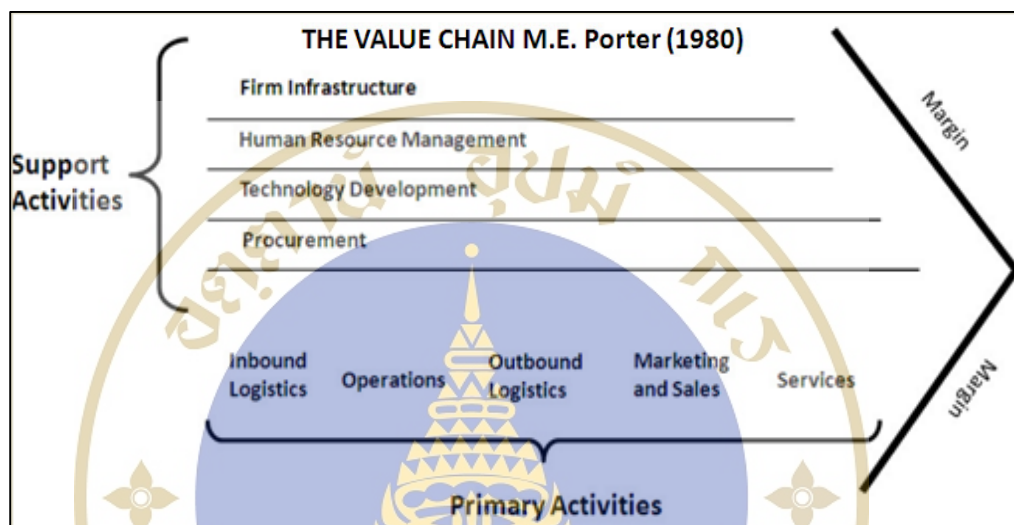 THE VALUE CHAIN M.E. Porter (1980)
Firm Infrastructure
Human Resource Management
Technology Development
Procurement
Support
Activities
Margin
Margin
Inbound
Logistics
Operations
Outbound
Logistics
Marketing
and Sales
Services
Primary Activities